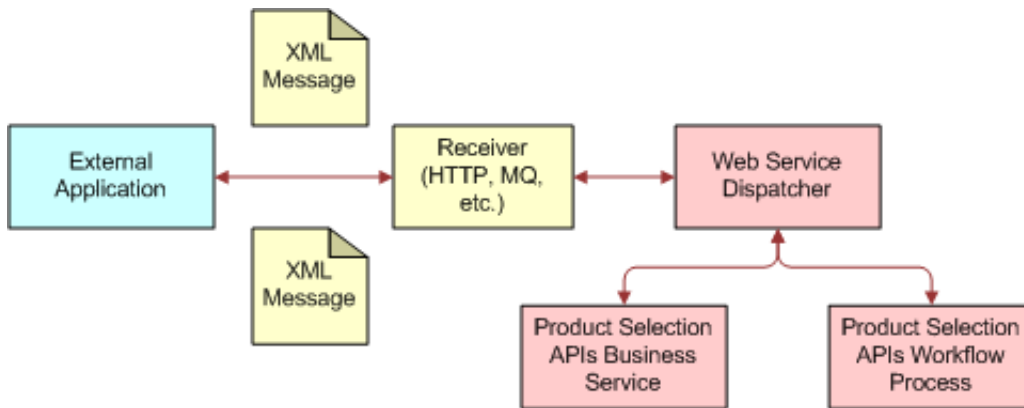 XML
Message
External
Application
Receiver
(HTTP, MQ,
etc.)
Web Service
Dispatcher
XML
Message
Product Selection
APIs Business
Service
Product Selection
APIs Workflow
Process